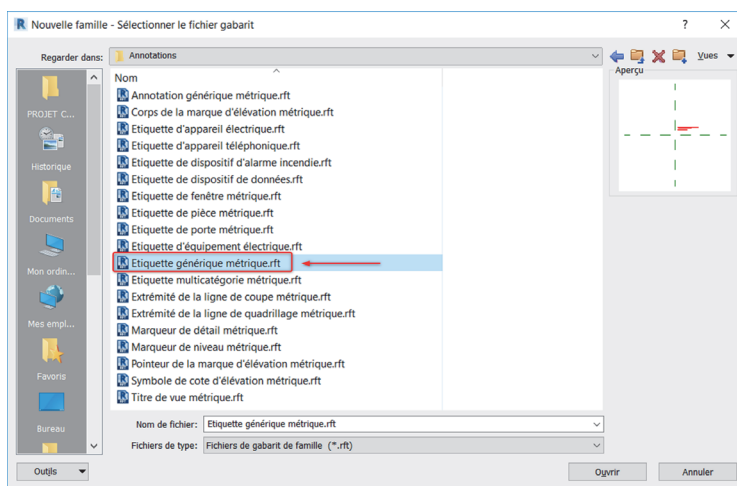 Nouvelle famille - Sélectionner le fichier gabarit
Regarder dans: Annotations
Vues
Aperçu
PROJET C...
Historique
Documents
Mon ordin...
Mes empl...
Favoris
Bureau
Nom
Annotation générique métrique.rft
Corps de la marque d'élévation métrique.rft
Etiquette d'appareil électrique.rft
Etiquette d'appareil téléphonique.rft
Etiquette de dispositif d'alarme incendie.rft
Etiquette de dispositif de données.rft
Etiquette de fenêtre métrique.rft
Etiquette de pièce métrique.rft
Etiquette de porte métrique.rft
Etiquette d'équipement électrique.rft
Etiquette générique métrique.rft
Etiquette multicatégorie métrique.rft
Extrémité de la ligne de coupe métrique.rft
Extrémité de la ligne de quadrillage métrique.rft
Marqueur de détail métrique.rft
Marqueur de niveau métrique.rft
Pointeur de la marque d'élévation métrique.rft
Symbole de cote d'élévation métrique.rft
Titre de vue métrique.rft
Nom de fichier: Etiquette générique métrique.rft
Fichiers de type: Fichiers de gabarit de famille (*.rft)
Outils
Ouvrir
Annuler